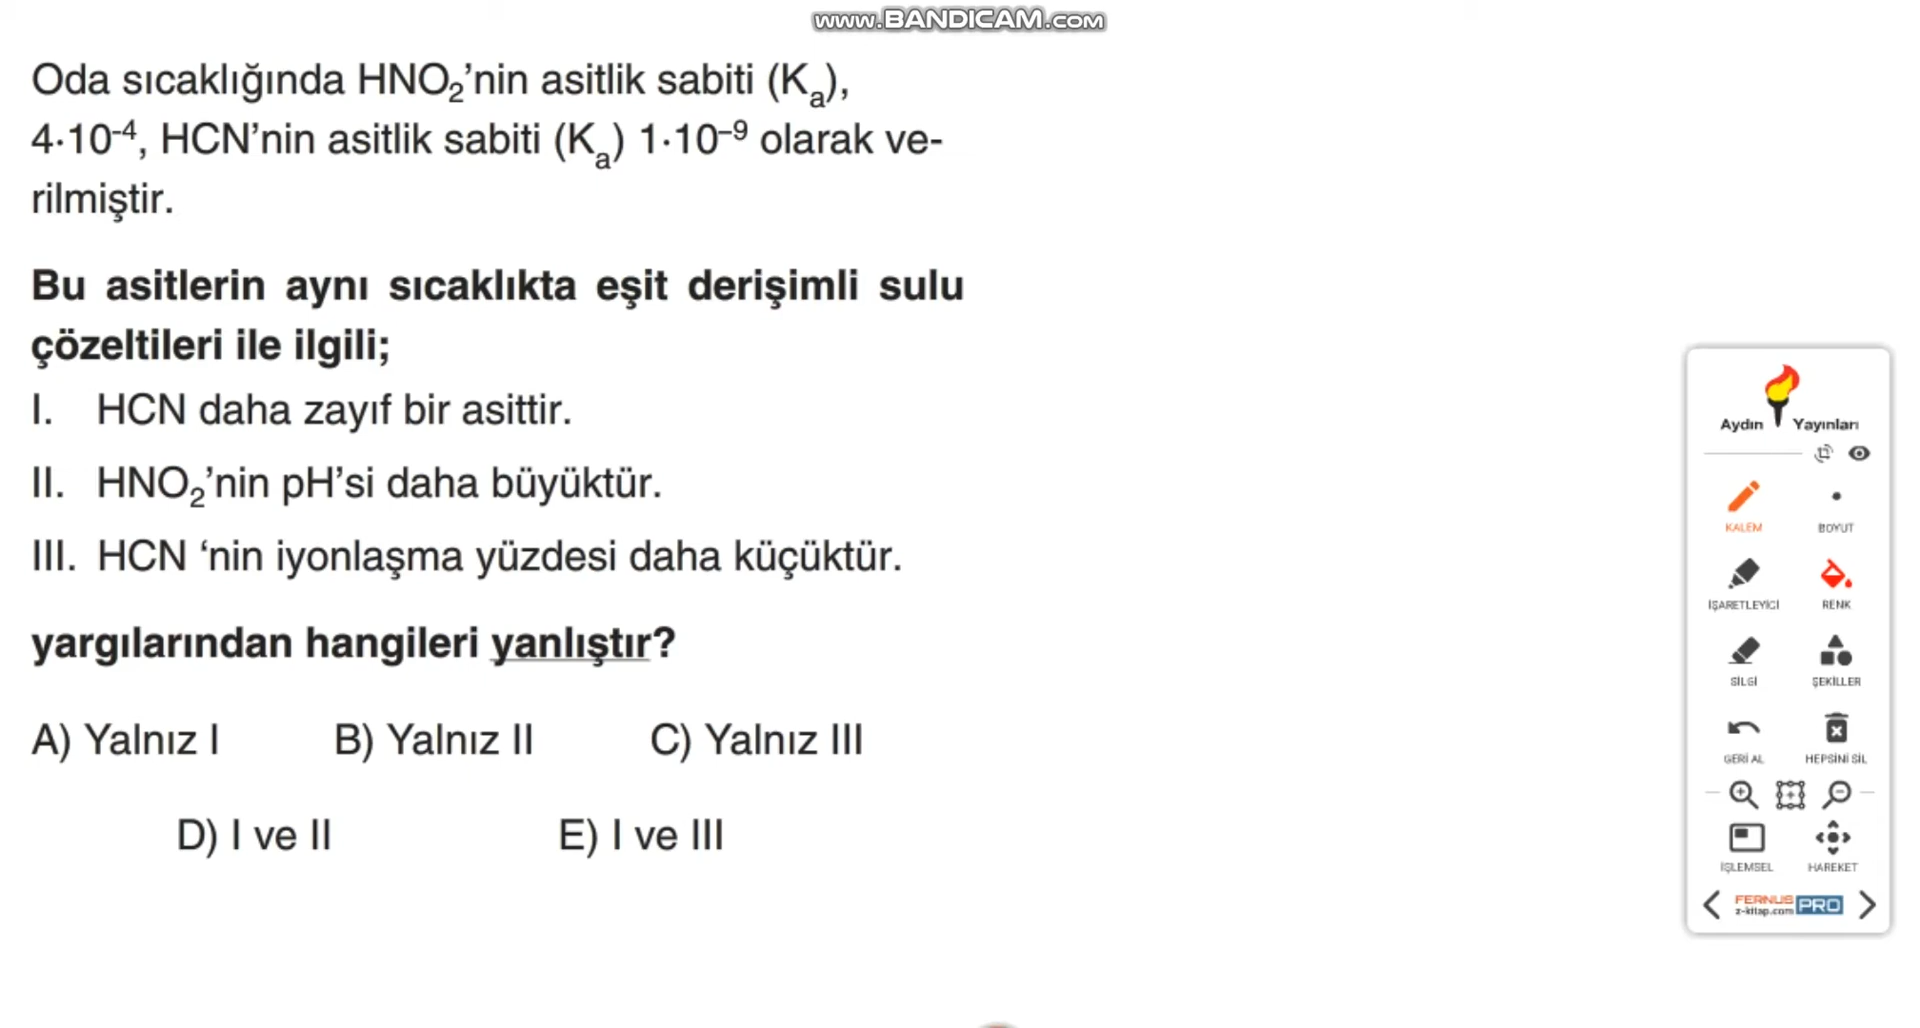 www.BANDICAM.com
Oda sıcaklığında HNO₂’nin asitlik sabiti (Kₐ),
4·10⁻⁴, HCN’nin asitlik sabiti (Kₐ) 1·10⁻⁹ olarak ve-
rilmiştir.
Bu asitlerin aynı sıcaklıkta eşit derişimli sulu
çözeltileri ile ilgili;
I. HCN daha zayıf bir asittir.
II. HNO₂’nin pH’si daha büyüktür.
III. HCN ‘nin iyonlaşma yüzdesi daha küçüktür.
yargılarından hangileri yanlıştır?
A) Yalnız I B) Yalnız II C) Yalnız III
D) I ve II E) I ve III
Aydın Yayınları
KALEM BOYUT
İŞARETLEYİCİ RENK
SİLGİ ŞEKİLLER
GERİ AL HEPSİNİ SİL
İŞLEMSEL HAREKET
FERNUS
z-kitap.com PRO